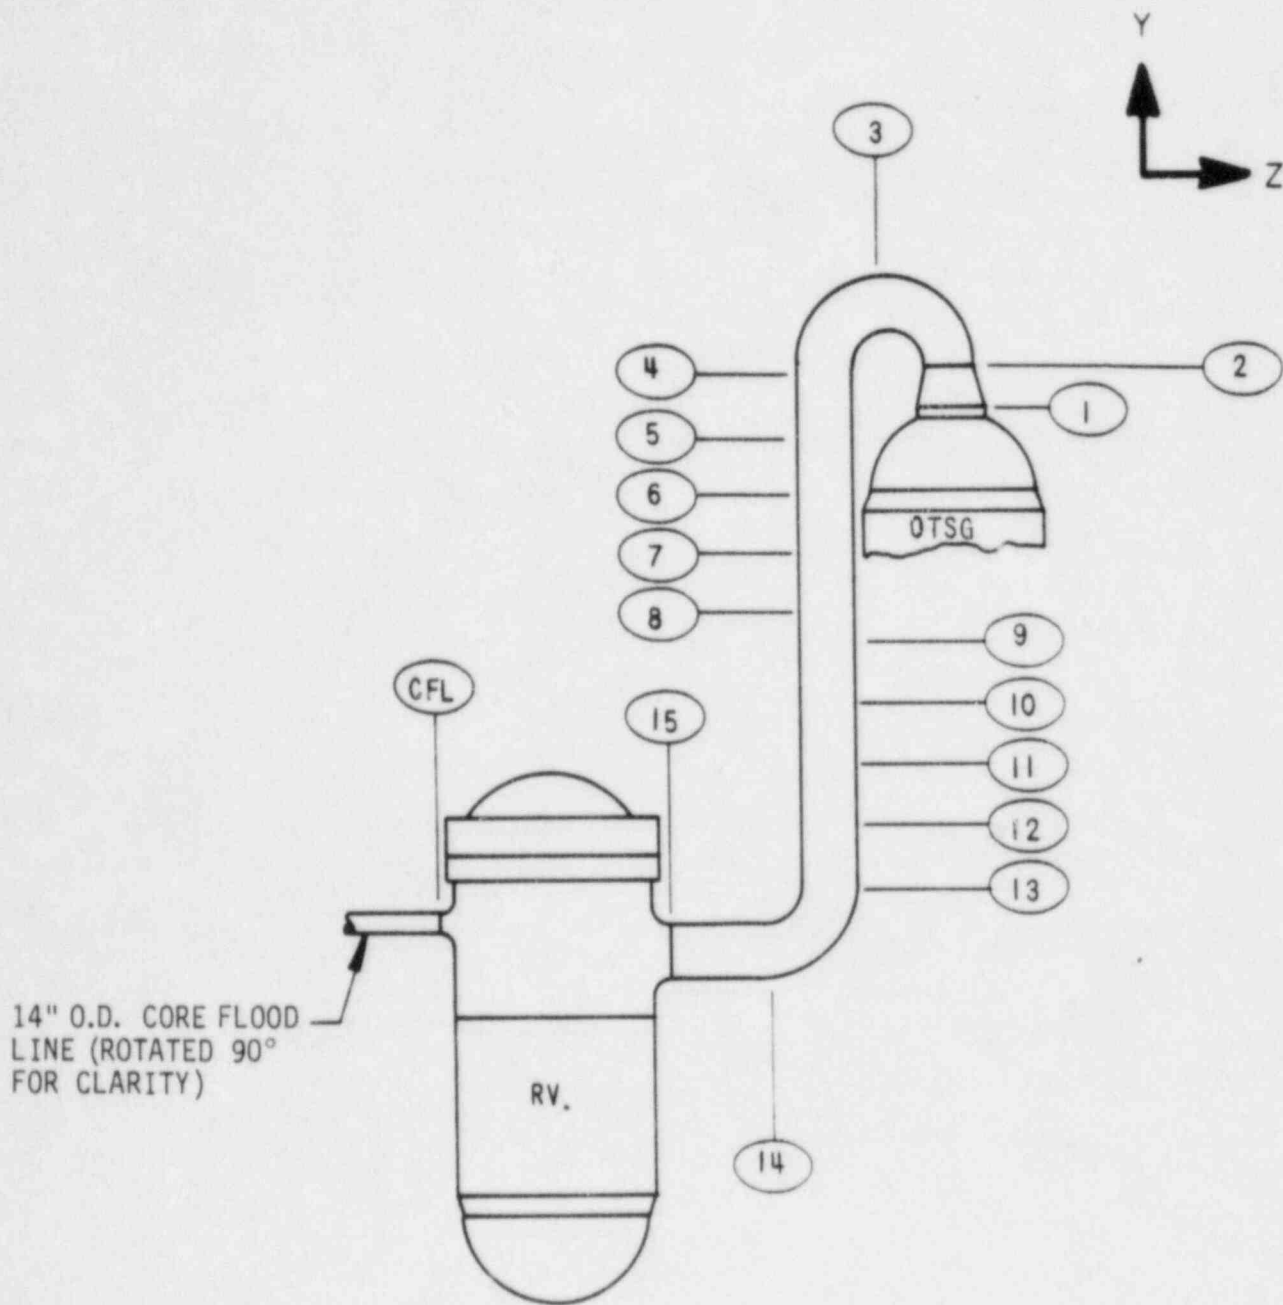 Y
Z
3
4
2
1
5
6
OTSG
7
8
9
CFL
15
10
11
12
13
14" O.D. CORE FLOOD
LINE (ROTATED 90°
FOR CLARITY)
RV.
14